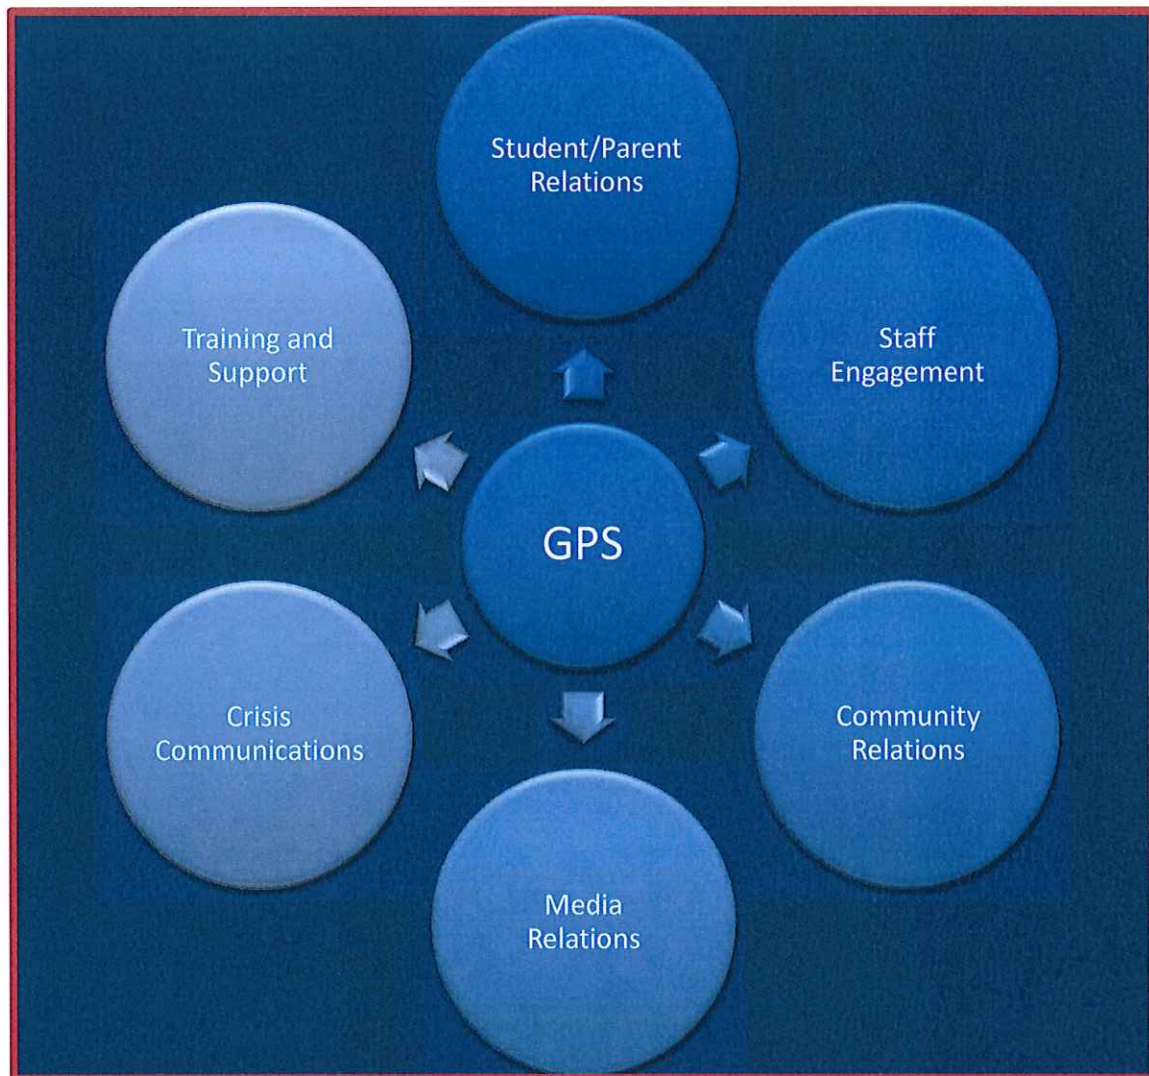 Student/Parent
Relations
Staff
Engagement
Community
Relations
Media
Relations
Crisis
Communications
Training and
Support
GPS